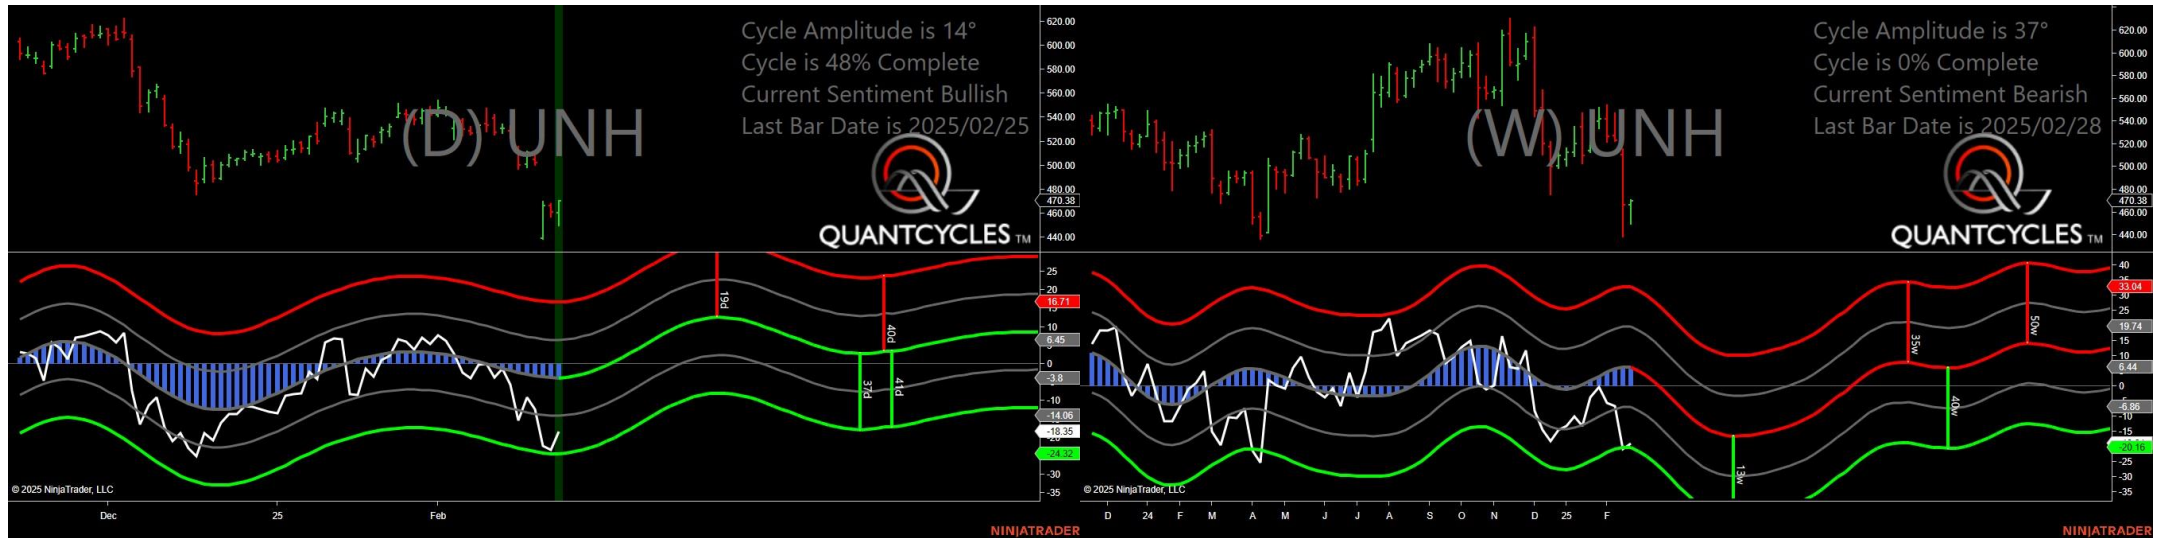 Cycle Amplitude is 14°
Cycle is 48% Complete
Current Sentiment Bullish
Last Bar Date is 2025/02/25
(D) UNH
QUANTCYCLES TM
620.00
600.00
580.00
560.00
540.00
520.00
500.00
480.00
470.38
460.00
440.00
25
20
16.71
10
6.45
0
-3.8
-10
-14.06
-18.35
-24.32
-30
-35
19d
40d
37d
41d
© 2025 NinjaTrader, LLC
Dec
25
Feb
NINJATRADER
Cycle Amplitude is 37°
Cycle is 0% Complete
Current Sentiment Bearish
Last Bar Date is 2025/02/28
(W) UNH
QUANTCYCLES TM
620.00
600.00
580.00
560.00
540.00
520.00
500.00
480.00
470.38
460.00
440.00
40
33.04
30
25
19.74
15
10
6.44
0
-6.86
-10
-15
-20.16
-25
-30
-35
35w
50w
40w
13w
© 2025 NinjaTrader, LLC
D
24
F
M
A
M
J
J
A
S
O
N
D
25
F
NINJATRADER